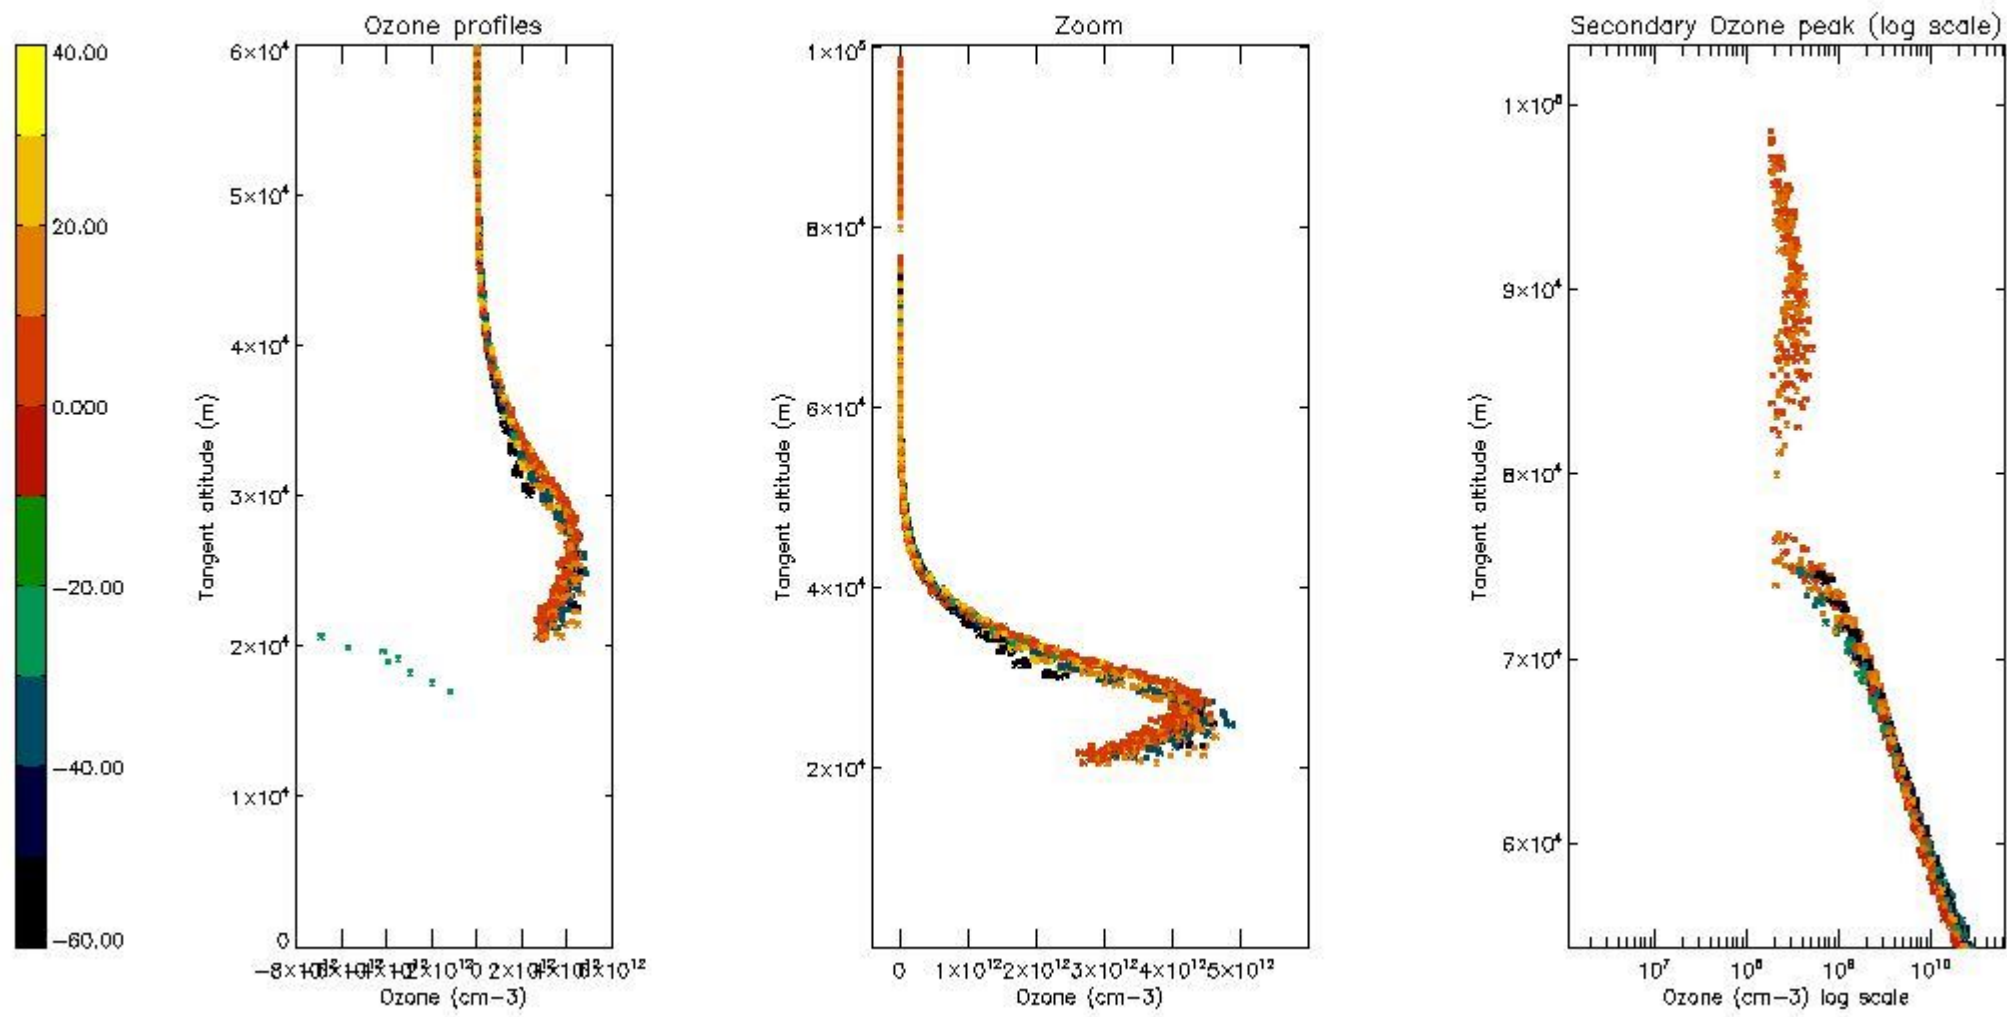 Ozone profiles
Zoom
Secondary Ozone peak (log scale)
40.00
20.00
0.000
−20.00
−40.00
−60.00
6×10⁴
5×10⁴
4×10⁴
3×10⁴
2×10⁴
1×10⁴
0
Tangent altitude (m)
0
6×10¹²
Ozone (cm−3)
1×10⁵
8×10⁴
6×10⁴
4×10⁴
2×10⁴
Tangent altitude (m)
0 1×10¹² 2×10¹² 3×10¹² 4×10¹² 5×10¹²
Ozone (cm−3)
9×10⁴
8×10⁴
7×10⁴
6×10⁴
Tangent altitude (m)
10⁷ 10⁸ 10⁹ 10¹⁰
Ozone (cm−3) log scale